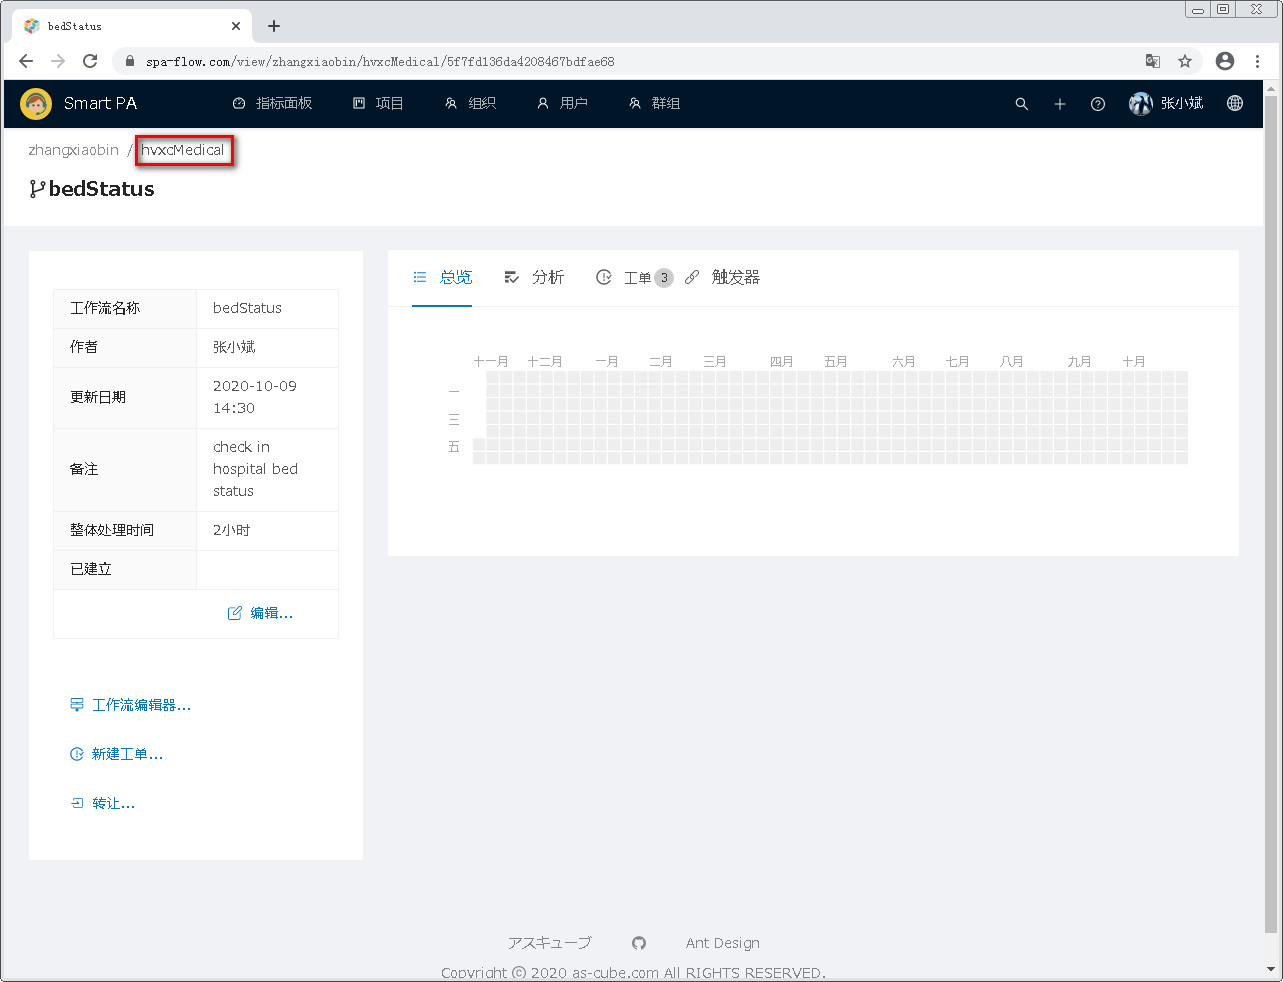 bedStatus
spa-flow.com/view/zhangxiaobin/hvxcMedical/5f7fd136da4208467bdfae68
Smart PA
指标面板
项目
组织
用户
群组
张小斌
zhangxiaobin / hvxcMedical
bedStatus
工作流名称 bedStatus
作者 张小斌
更新日期 2020-10-09
14:30
备注 check in
hospital bed
status
整体处理时间 2小时
已建立
编辑...
工作流编辑器...
新建工单...
转让...
总览 分析 工单 3 触发器
十一月 十二月 一月 二月 三月 四月 五月 六月 七月 八月 九月 十月
一
三
五
アスキューブ Ant Design
Copyright © 2020 as-cube.com All RIGHTS RESERVED.